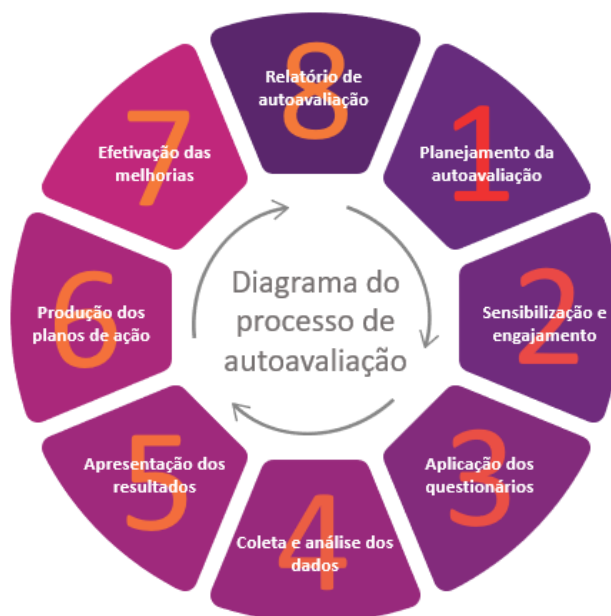 8
Relatório de
autoavaliação
1
Planejamento da
autoavaliação
2
Sensibilização e
engajamento
3
Aplicação dos
questionários
4
Coleta e análise dos
dados
5
Apresentação dos
resultados
6
Produção dos
planos de ação
7
Efetivação das
melhorias
Diagrama do
processo de
autoavaliação